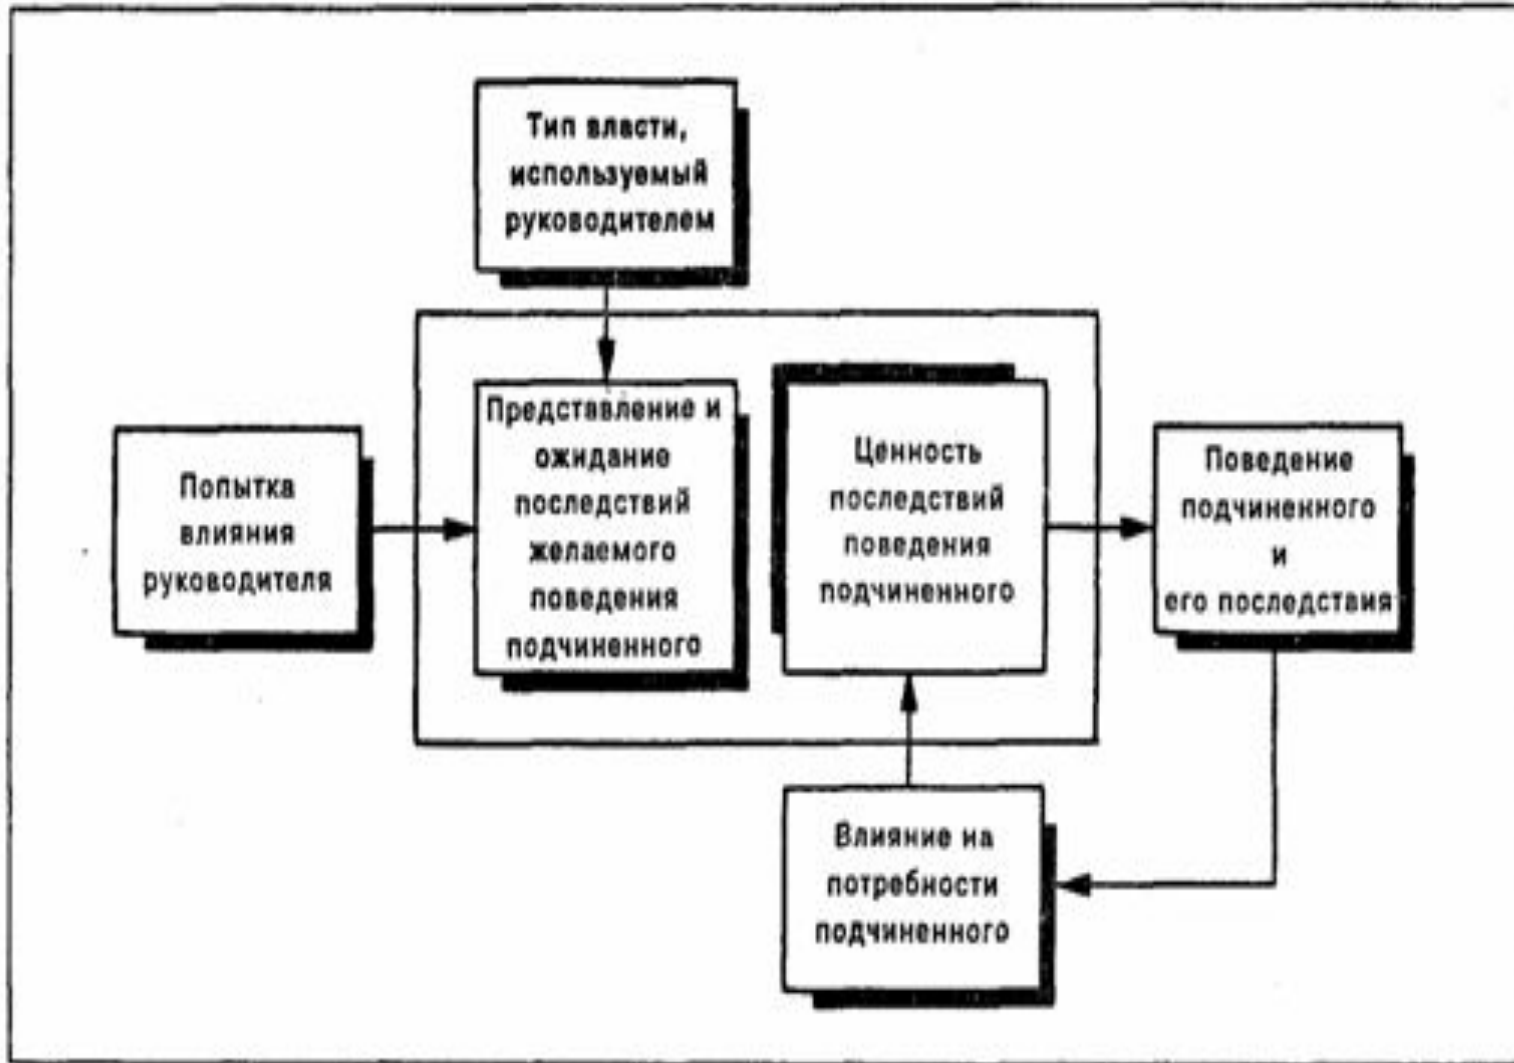 Тип власти,
используемый
руководителем
Попытка
влияния
руководителя
Представление и
ожидание
последствий
желаемого
поведения
подчиненного
Ценность
последствий
поведения
подчиненного
Поведение
подчиненного
и
его последствия
Влияние на
потребности
подчиненного